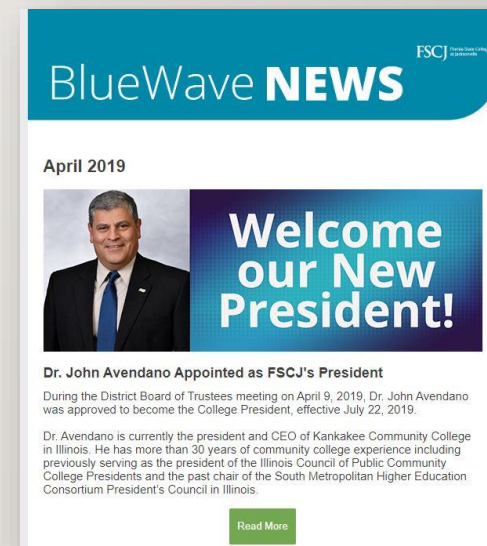 FSCJ Florida State College
at Jacksonville
BlueWave NEWS
April 2019
Welcome
our New
President!
Dr. John Avendano Appointed as FSCJ's President
During the District Board of Trustees meeting on April 9, 2019, Dr. John Avendano
was approved to become the College President, effective July 22, 2019.
Dr. Avendano is currently the president and CEO of Kankakee Community College
in Illinois. He has more than 30 years of community college experience including
previously serving as the president of the Illinois Council of Public Community
College Presidents and the past chair of the South Metropolitan Higher Education
Consortium President's Council in Illinois.
Read More